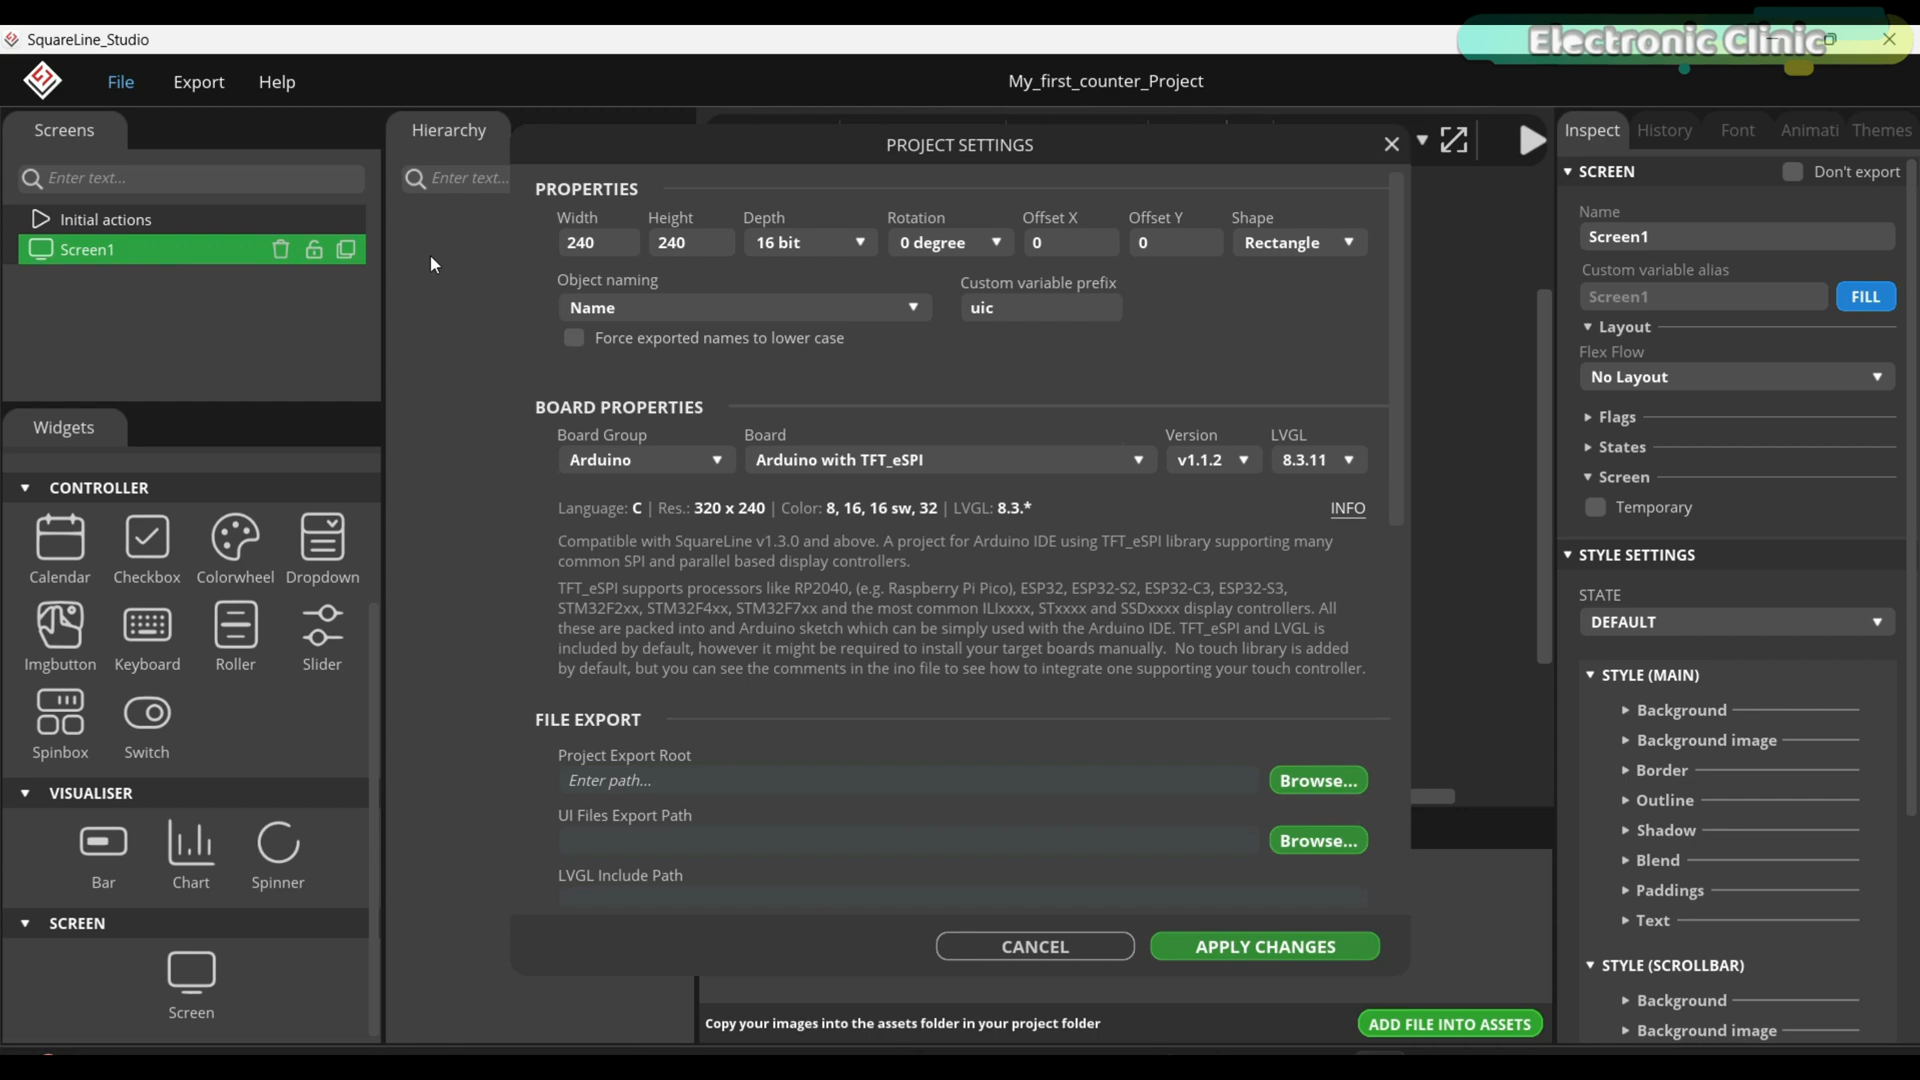 SquareLine_Studio
Electronic Clinic
File
Export
Help
My_first_counter_Project
Screens
Enter text...
Initial actions
Screen1
Widgets
CONTROLLER
Calendar
Checkbox
Colorwheel
Dropdown
Imgbutton
Keyboard
Roller
Slider
Spinbox
Switch
VISUALISER
Bar
Chart
Spinner
SCREEN
Screen
Hierarchy
Enter text...
PROJECT SETTINGS
PROPERTIES
Width
Height
Depth
Rotation
Offset X
Offset Y
Shape
240
240
16 bit
0 degree
0
0
Rectangle
Object naming
Custom variable prefix
Name
uic
Force exported names to lower case
BOARD PROPERTIES
Board Group
Board
Version
LVGL
Arduino
Arduino with TFT_eSPI
v1.1.2
8.3.11
Language: C | Res.: 320 x 240 | Color: 8, 16, 16 sw, 32 | LVGL: 8.3.*
INFO
Compatible with SquareLine v1.3.0 and above. A project for Arduino IDE using TFT_eSPI library supporting many
common SPI and parallel based display controllers.
TFT_eSPI supports processors like RP2040, (e.g. Raspberry Pi Pico), ESP32, ESP32-S2, ESP32-C3, ESP32-S3,
STM32F2xx, STM32F4xx, STM32F7xx and the most common ILIxxxx, STxxxx and SSDxxxx display controllers. All
these are packed into and Arduino sketch which can be simply used with the Arduino IDE. TFT_eSPI and LVGL is
included by default, however it might be required to install your target boards manually. No touch library is added
by default, but you can see the comments in the ino file to see how to integrate one supporting your touch controller.
FILE EXPORT
Project Export Root
Enter path...
Browse...
UI Files Export Path
Browse...
LVGL Include Path
CANCEL
APPLY CHANGES
Copy your images into the assets folder in your project folder
ADD FILE INTO ASSETS
Inspect
History
Font
Animati
Themes
SCREEN
Don't export
Name
Screen1
Custom variable alias
Screen1
FILL
Layout
Flex Flow
No Layout
Flags
States
Screen
Temporary
STYLE SETTINGS
STATE
DEFAULT
STYLE (MAIN)
Background
Background image
Border
Outline
Shadow
Blend
Paddings
Text
STYLE (SCROLLBAR)
Background
Background image